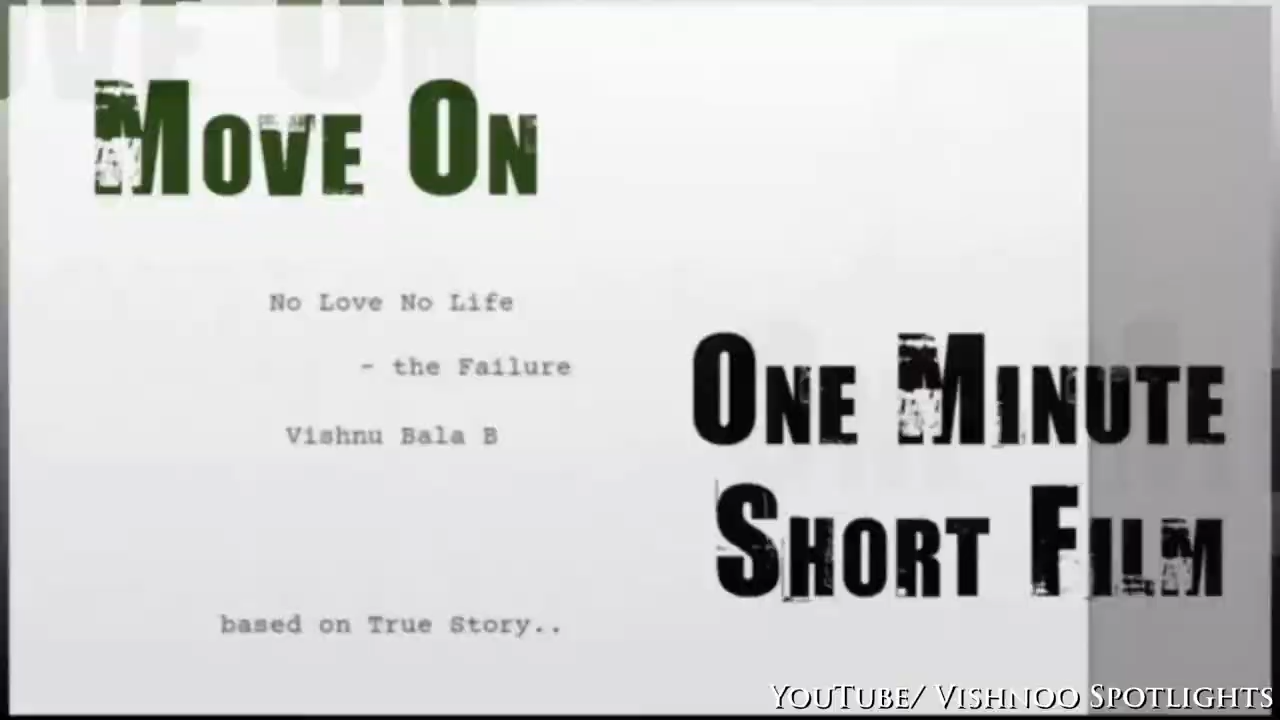 Move On
No Love No Life
- the Failure
Vishnu Bala B
One Minute
Short Film
based on True Story..
YouTube/ Vishnoo Spotlights